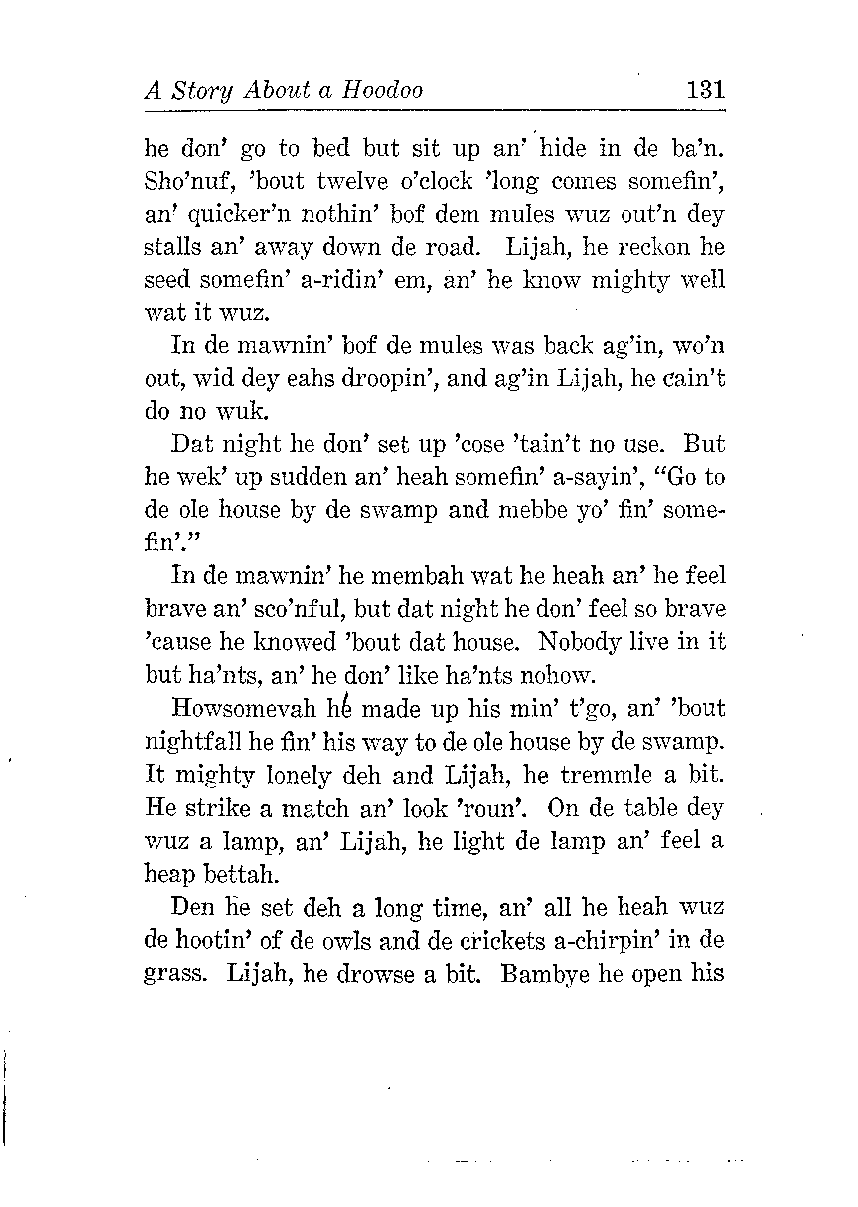 A Story About a Hoodoo 131
he don' go to bed but sit up an' hide in de ba'n.
Sho'nuf, 'bout twelve o'clock 'long comes somefin',
an' quicker'n nothin' bof dem mules wuz out'n dey
stalls an' away down de road. Lijah, he reckon he
seed somefin' a-ridin' em, an' he know mighty well
wat it wuz.
In de mawnin' bof de mules was back ag'in, wo'n
out, wid dey eahs droopin', and ag'in Lijah, he cain't
do no wuk.
Dat night he don' set up 'cose 'tain't no use. But
he wek' up sudden an' heah somefin' a-sayin', "Go to
de ole house by de swamp and mebbe yo' fin' some-
fin'."
In de mawnin' he membah wat he heah an' he feel
brave an' sco'nful, but dat night he don' feel so brave
'cause he knowed 'bout dat house. Nobody live in it
but ha'nts, an' he don' like ha'nts nohow.
Howsomevah he made up his min' t'go, an' 'bout
nightfall he fin' his way to de ole house by de swamp.
It mighty lonely deh and Lijah, he tremmle a bit.
He strike a match an' look 'roun'. On de table dey
wuz a lamp, an' Lijah, he light de lamp an' feel a
heap bettah.
Den he set deh a long time, an' all he heah wuz
de hootin' of de owls and de crickets a-chirpin' in de
grass. Lijah, he drowse a bit. Bambye he open his